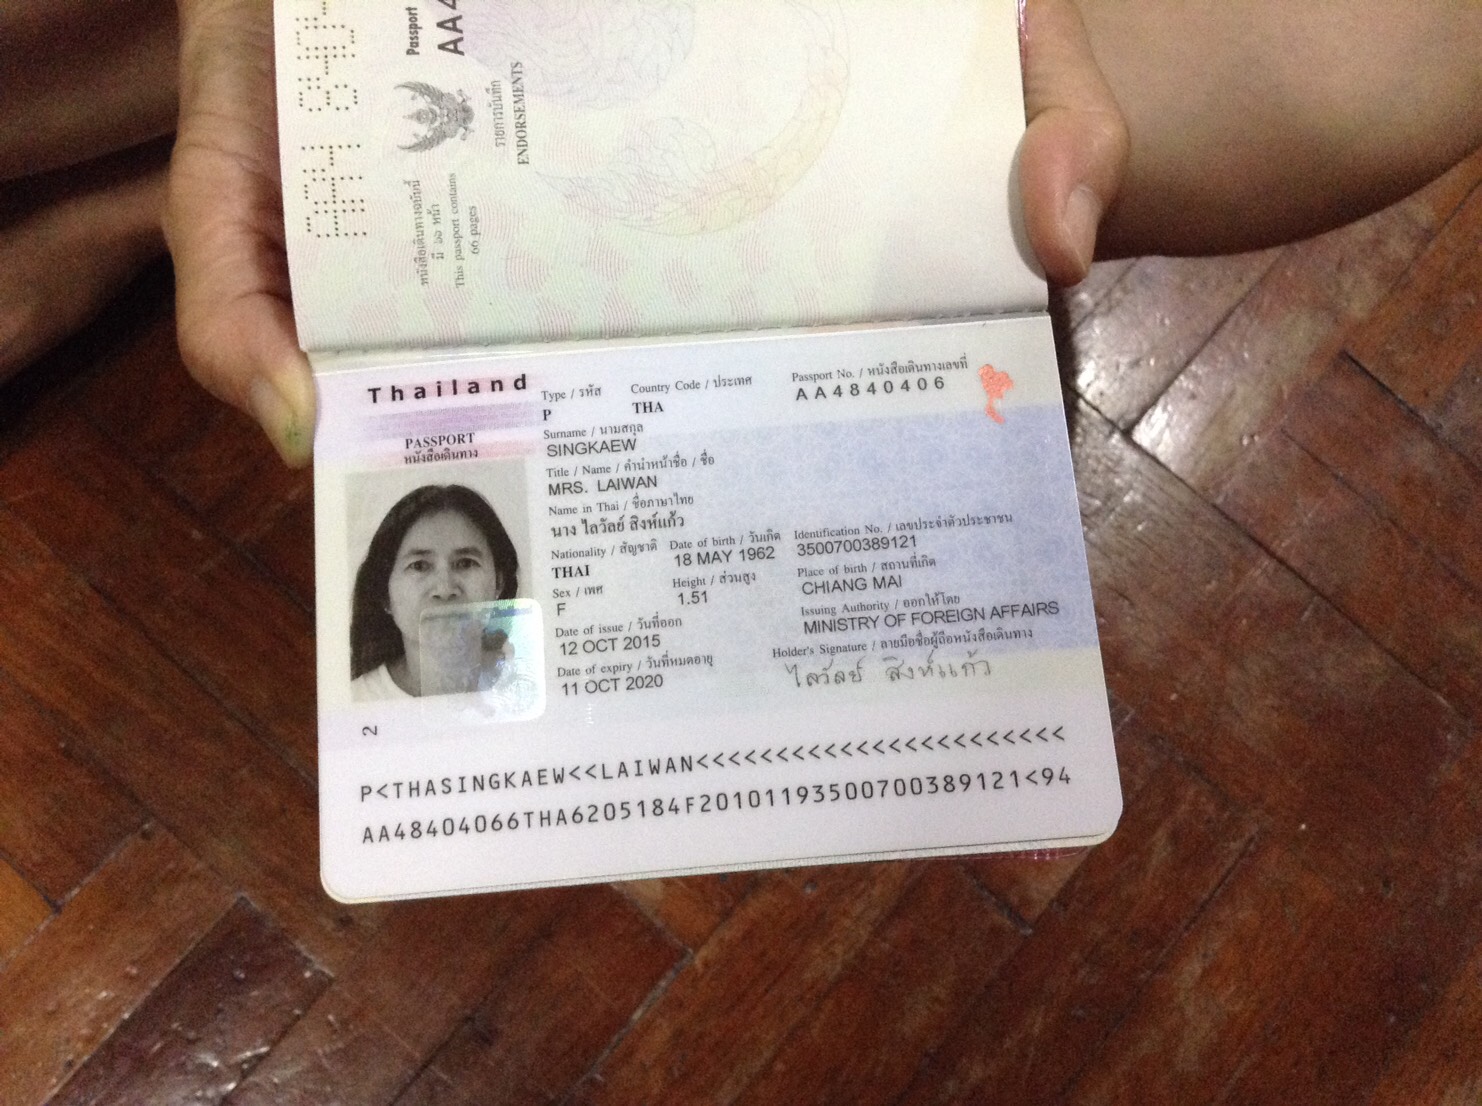 Passport
AA4
รายการบันทึก
ENDORSEMENTS
หนังสือเดินทางฉบับนี้
มี ๖๖ หน้า
This passport contains
66 pages
Thailand
PASSPORT
หนังสือเดินทาง
Type / รหัส
P
Country Code / ประเทศ
THA
Passport No. / หนังสือเดินทางเลขที่
AA4840406
Surname / นามสกุล
SINGKAEW
Title / Name / คำนำหน้าชื่อ / ชื่อ
MRS. LAIWAN
Name in Thai / ชื่อภาษาไทย
นาง ไลวัลย์ สิงห์แก้ว
Nationality / สัญชาติ
THAI
Date of birth / วันเกิด
18 MAY 1962
Identification No. / เลขประจำตัวประชาชน
3500700389121
Sex / เพศ
F
Height / ส่วนสูง
1.51
Place of birth / สถานที่เกิด
CHIANG MAI
Date of issue / วันที่ออก
12 OCT 2015
Issuing Authority / ออกให้โดย
MINISTRY OF FOREIGN AFFAIRS
Date of expiry / วันที่หมดอายุ
11 OCT 2020
Holder's Signature / ลายมือชื่อผู้ถือหนังสือเดินทาง
ไลวัลย์ สิงห์แก้ว
2
P<THASINGKAEW<<LAIWAN<<<<<<<<<<<<<<<<<<<<<<<
AA48404066THA6205184F20101193500700389121<94